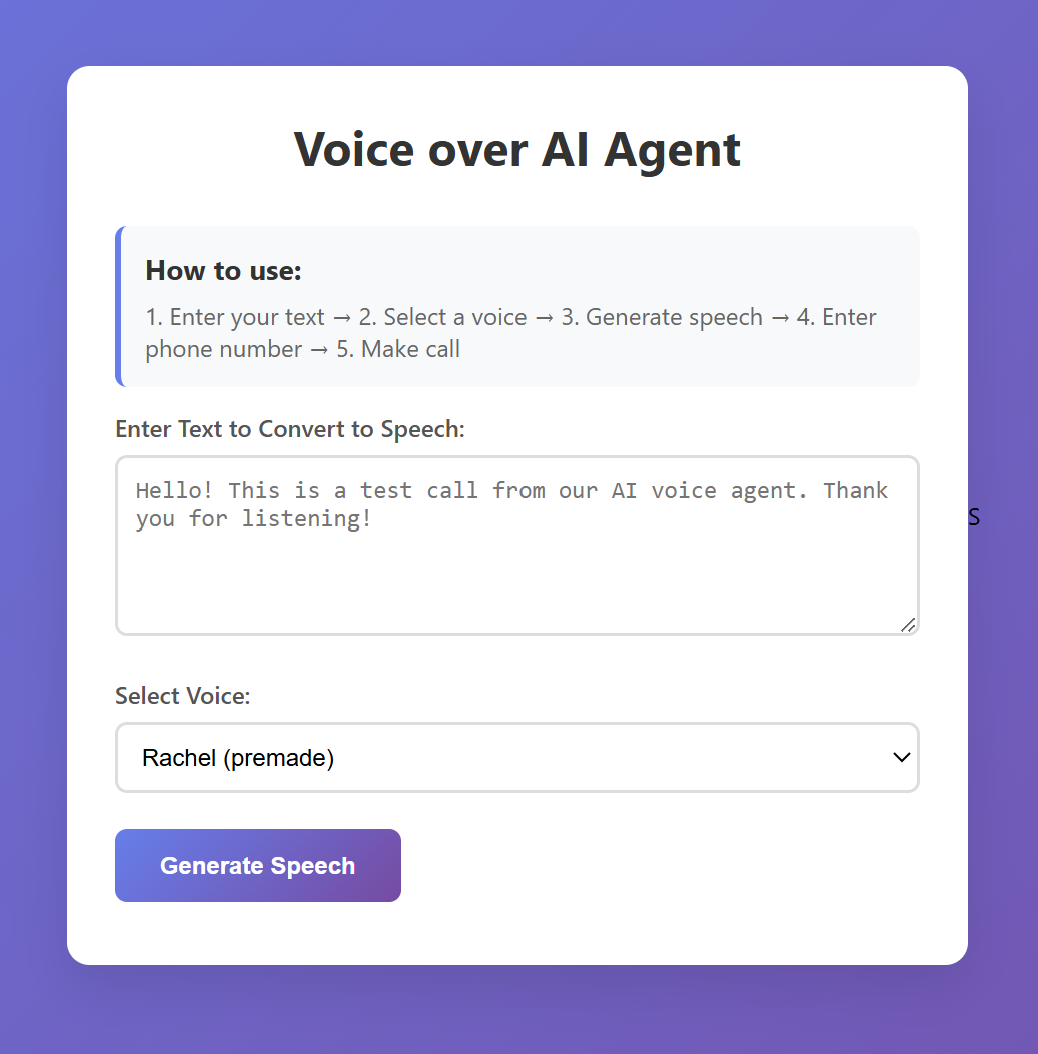 Voice over AI Agent
How to use:
1. Enter your text → 2. Select a voice → 3. Generate speech → 4. Enter
phone number → 5. Make call
Enter Text to Convert to Speech:
Hello! This is a test call from our AI voice agent. Thank
you for listening!
S
Select Voice:
Rachel (premade)
Generate Speech